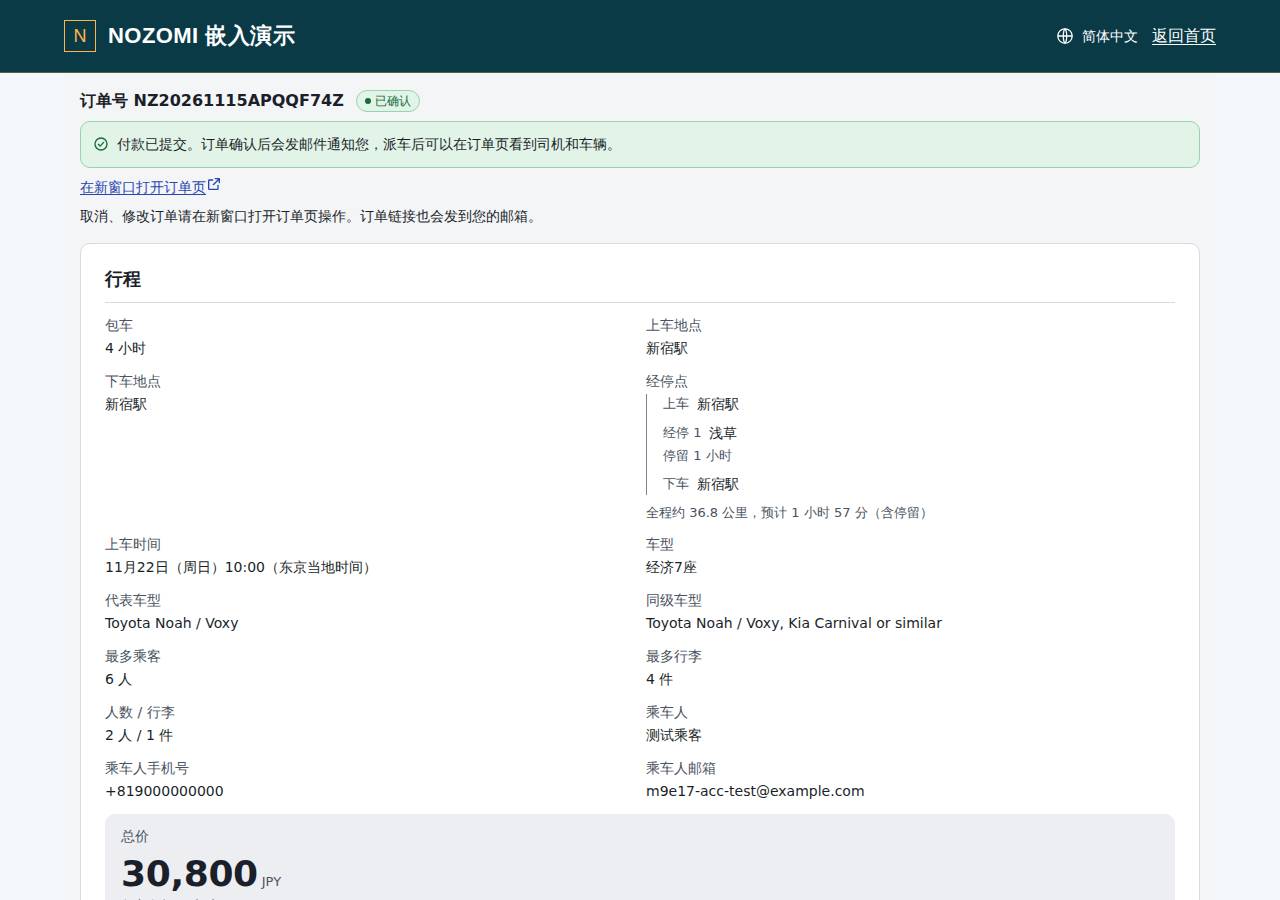 N NOZOMI 嵌入演示
简体中文 返回首页
订单号 NZ20261115APQQF74Z 已确认
付款已提交。订单确认后会发邮件通知您，派车后可以在订单页看到司机和车辆。
在新窗口打开订单页
取消、修改订单请在新窗口打开订单页操作。订单链接也会发到您的邮箱。
行程
包车
4 小时
上车地点
新宿駅
下车地点
新宿駅
经停点
上车 新宿駅
经停 1 浅草
停留 1 小时
下车 新宿駅
全程约 36.8 公里，预计 1 小时 57 分（含停留）
上车时间
11月22日（周日）10:00（东京当地时间）
车型
经济7座
代表车型
Toyota Noah / Voxy
同级车型
Toyota Noah / Voxy, Kia Carnival or similar
最多乘客
6 人
最多行李
4 件
人数 / 行李
2 人 / 1 件
乘车人
测试乘客
乘车人手机号
+819000000000
乘车人邮箱
m9e17-acc-test@example.com
总价
30,800 JPY